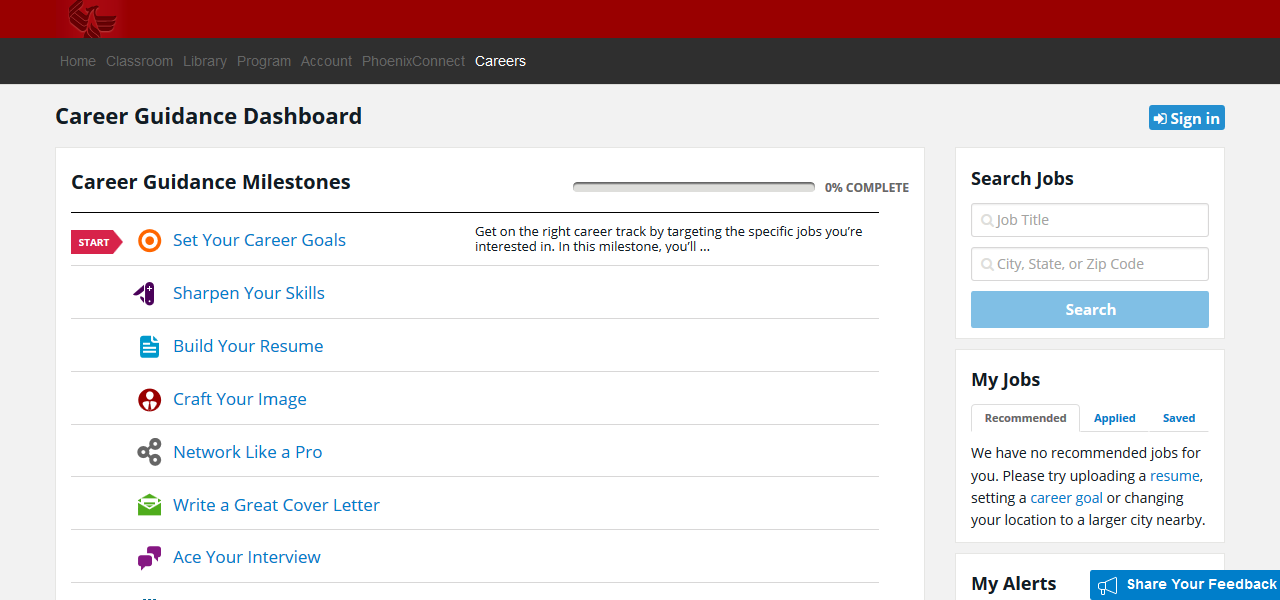 Home Classroom Library Program Account PhoenixConnect Careers
Career Guidance Dashboard
Sign in
Career Guidance Milestones
0% COMPLETE
START
Set Your Career Goals
Get on the right career track by targeting the specific jobs you’re
interested in. In this milestone, you’ll ...
Sharpen Your Skills
Build Your Resume
Craft Your Image
Network Like a Pro
Write a Great Cover Letter
Ace Your Interview
Search Jobs
Job Title
City, State, or Zip Code
Search
My Jobs
Recommended Applied Saved
We have no recommended jobs for
you. Please try uploading a resume,
setting a career goal or changing
your location to a larger city nearby.
My Alerts
Share Your Feedback